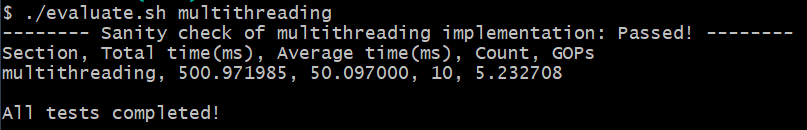 $ ./evaluate.sh multithreading
-------- Sanity check of multithreading implementation: Passed! --------
Section, Total time(ms), Average time(ms), Count, GOPs
multithreading, 500.971985, 50.097000, 10, 5.232708
All tests completed!